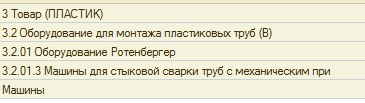 3 Товар (ПЛАСТИК)
3.2 Оборудование для монтажа пластиковых труб (В)
3.2.01 Оборудование Ротенбергер
3.2.01.3 Машины для стыковой сварки труб с механическим при
Машины